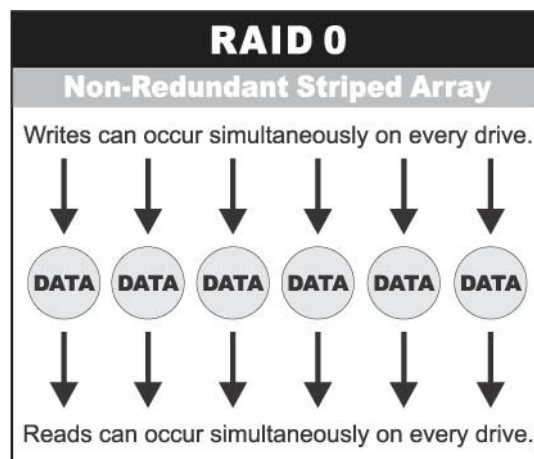 RAID 0
Non-Redundant Striped Array
Writes can occur simultaneously on every drive.
DATA DATA DATA DATA DATA DATA
Reads can occur simultaneously on every drive.